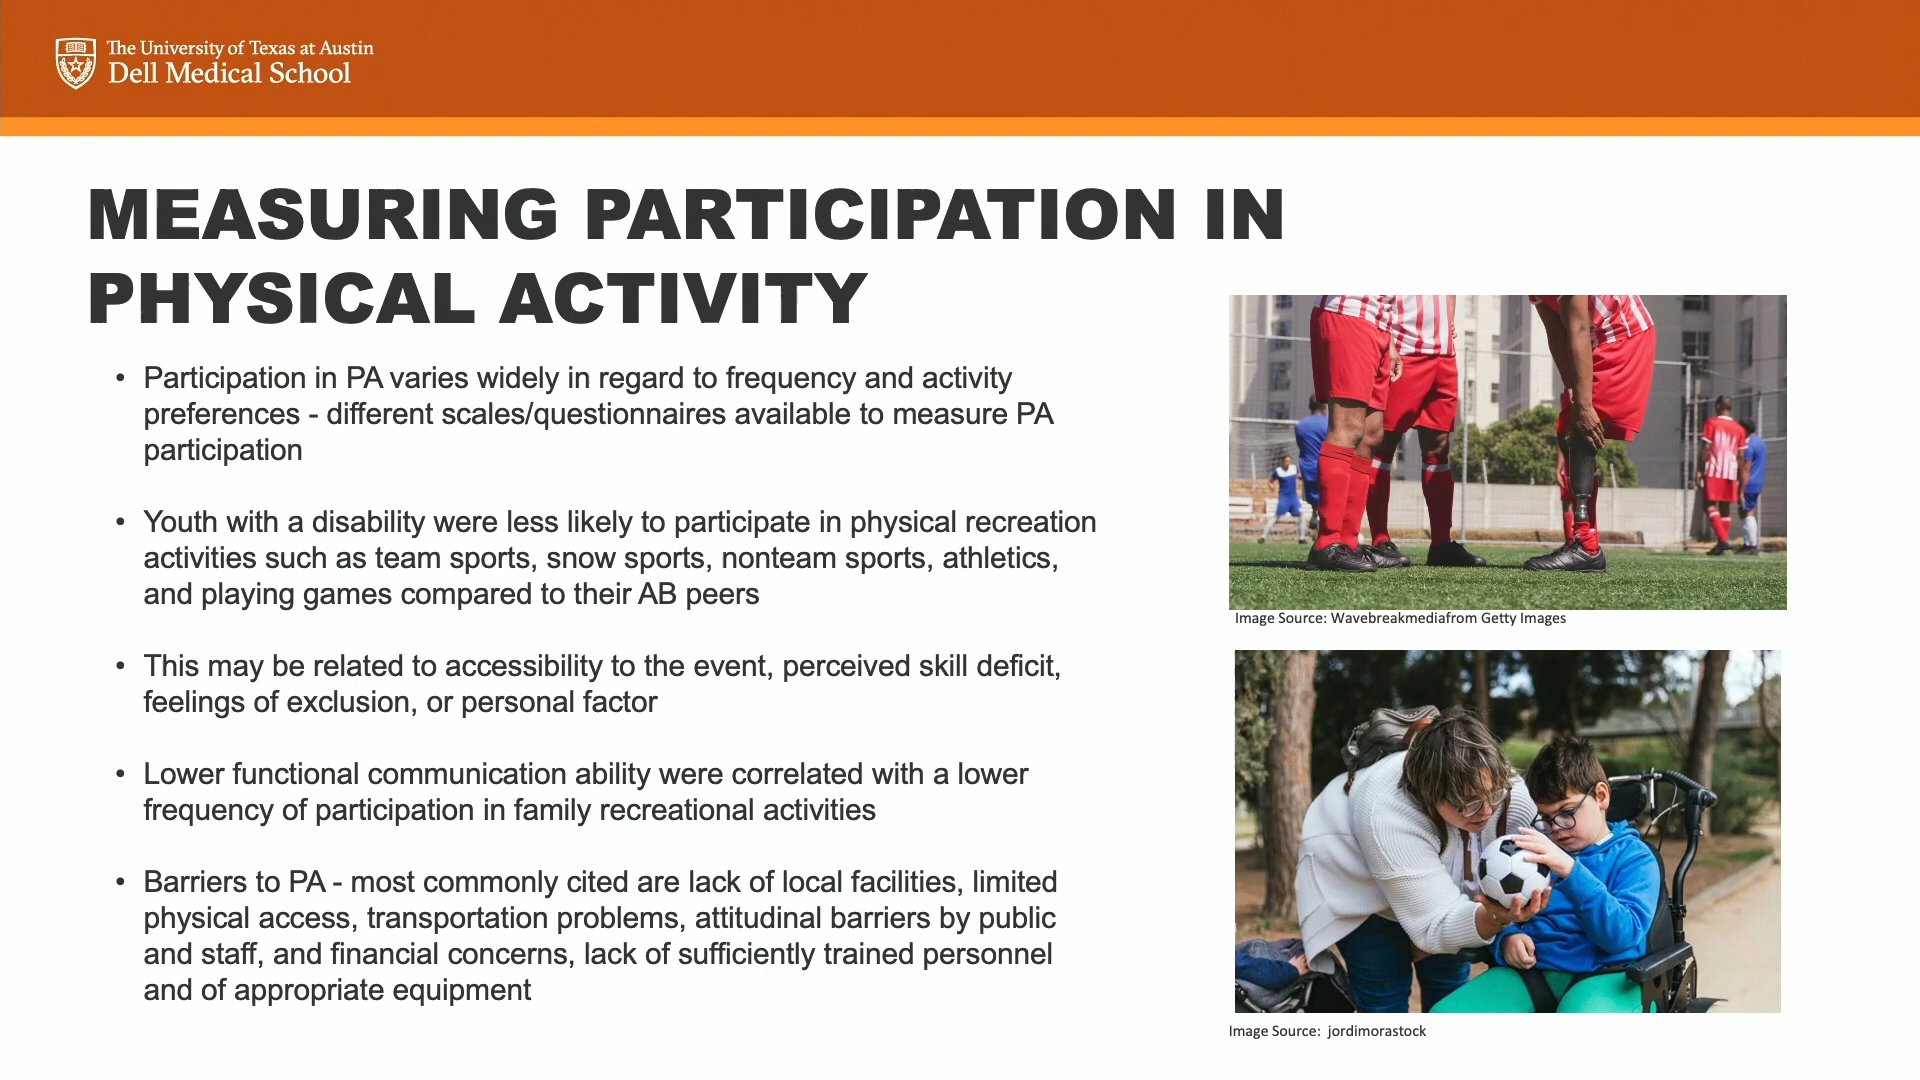 The University of Texas at Austin
Dell Medical School
MEASURING PARTICIPATION IN
PHYSICAL ACTIVITY
• Participation in PA varies widely in regard to frequency and activity
preferences - different scales/questionnaires available to measure PA
participation
• Youth with a disability were less likely to participate in physical recreation
activities such as team sports, snow sports, nonteam sports, athletics,
and playing games compared to their AB peers
• This may be related to accessibility to the event, perceived skill deficit,
feelings of exclusion, or personal factor
• Lower functional communication ability were correlated with a lower
frequency of participation in family recreational activities
• Barriers to PA - most commonly cited are lack of local facilities, limited
physical access, transportation problems, attitudinal barriers by public
and staff, and financial concerns, lack of sufficiently trained personnel
and of appropriate equipment
Image Source: Wavebreakmediafrom Getty Images
Image Source: jordimorastock